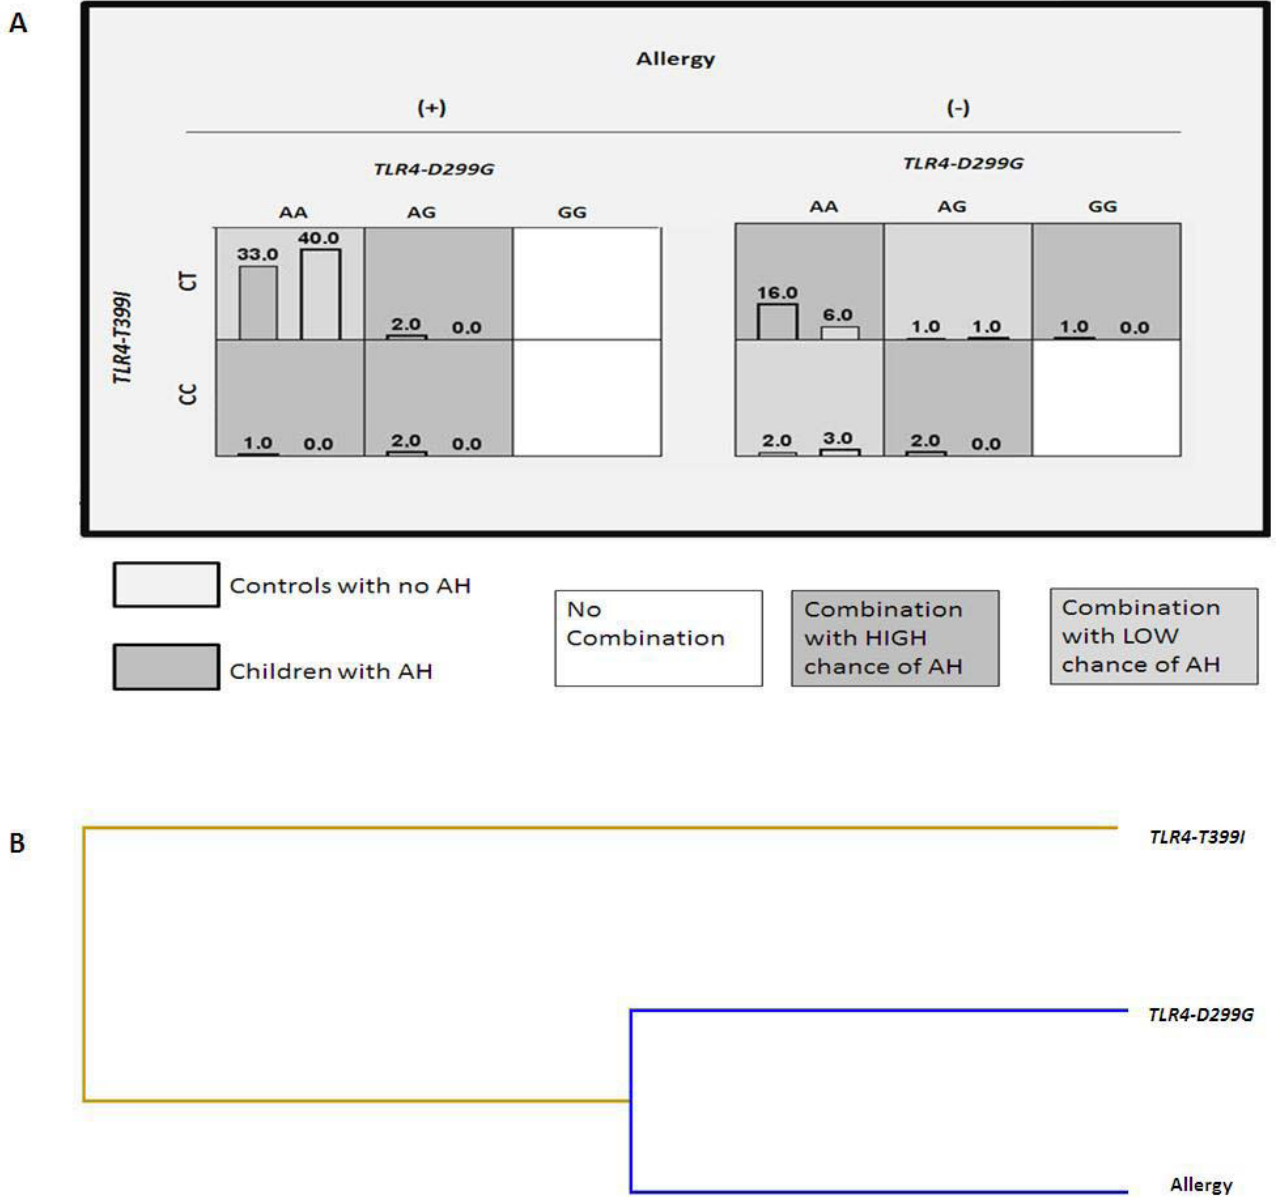 A
Allergy
(+) (-)
TLR4-D299G TLR4-D299G
AA AG GG AA AG GG
TLR4-T399I
CT
33.0 40.0 2.0 0.0 16.0 6.0 1.0 1.0 1.0 0.0
CC
1.0 0.0 2.0 0.0 2.0 3.0 2.0 0.0
Controls with no AH
Children with AH
No
Combination
Combination
with HIGH
chance of AH
Combination
with LOW
chance of AH
B
TLR4-T399I
TLR4-D299G
Allergy